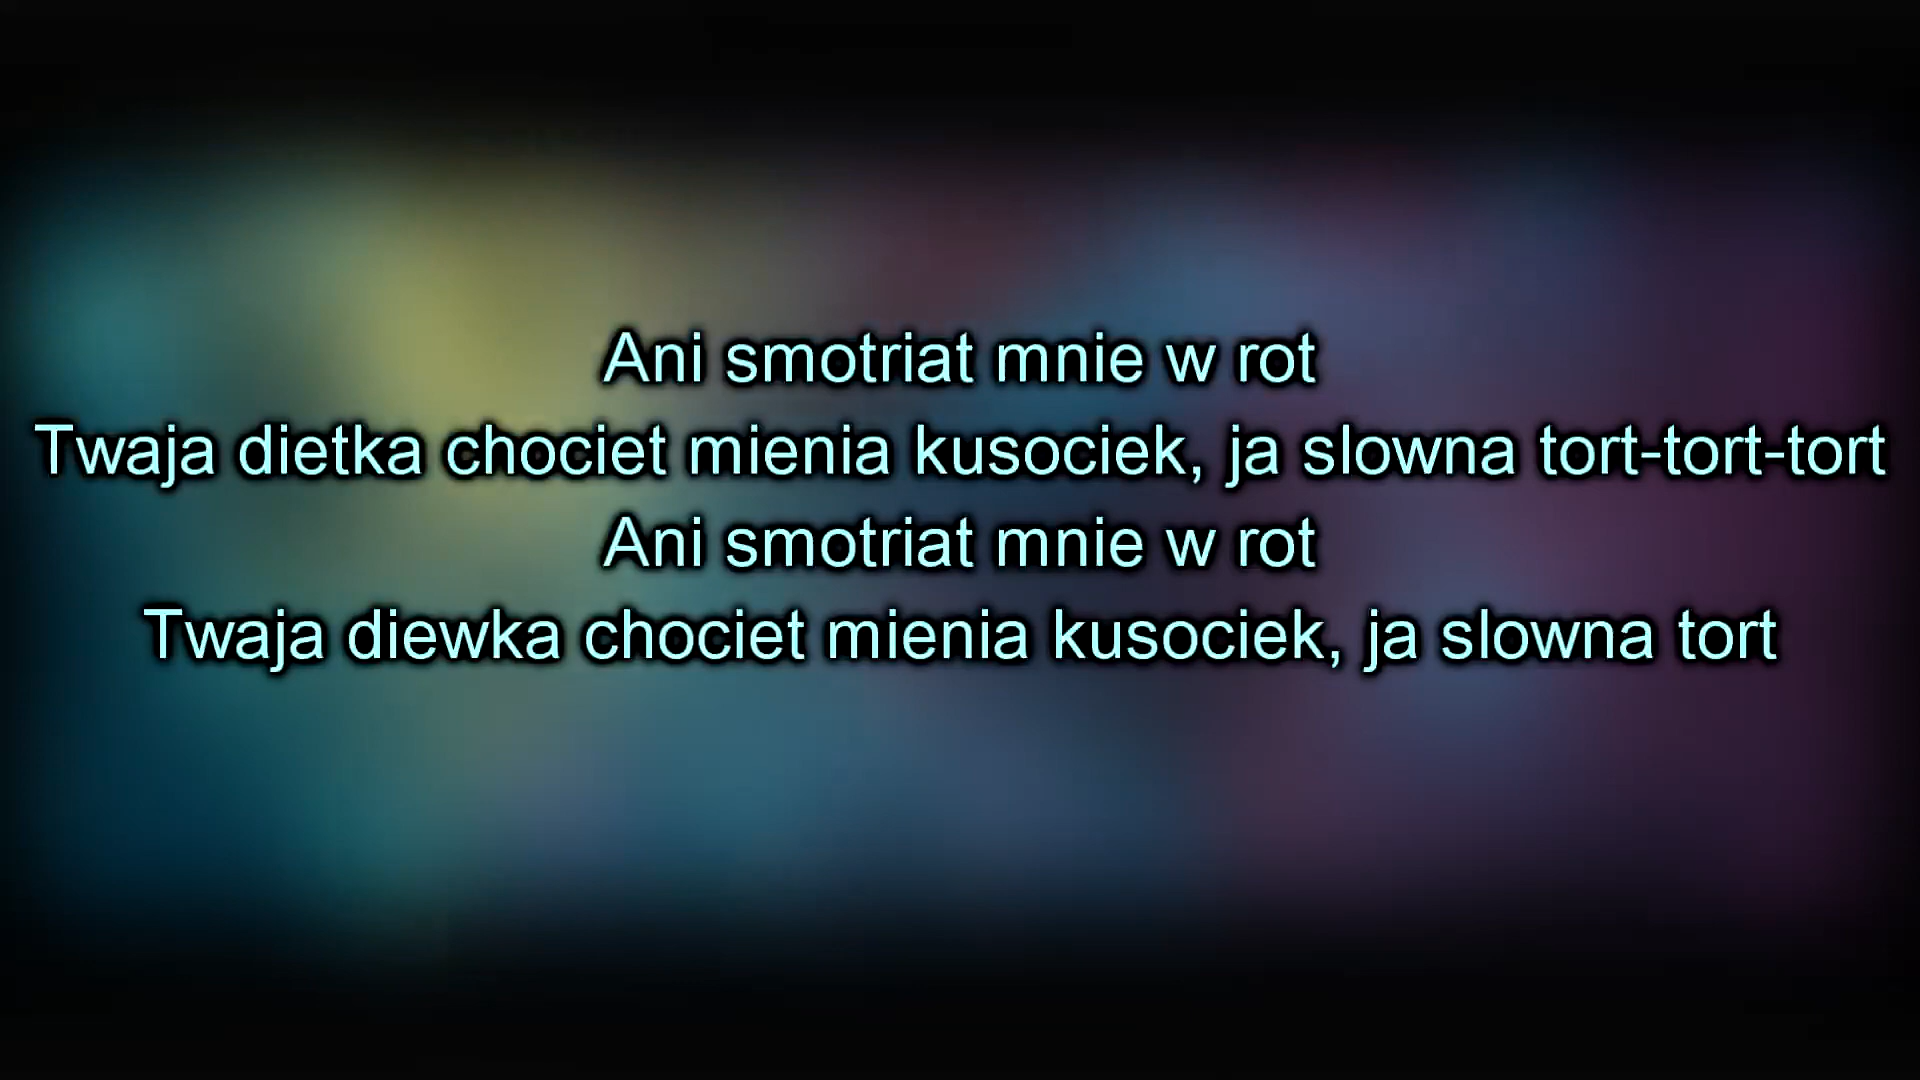 Ani smotriat mnie w rot
Twaja dietka chociet mienia kusociek, ja slowna tort-tort-tort
Ani smotriat mnie w rot
Twaja diewka chociet mienia kusociek, ja slowna tort